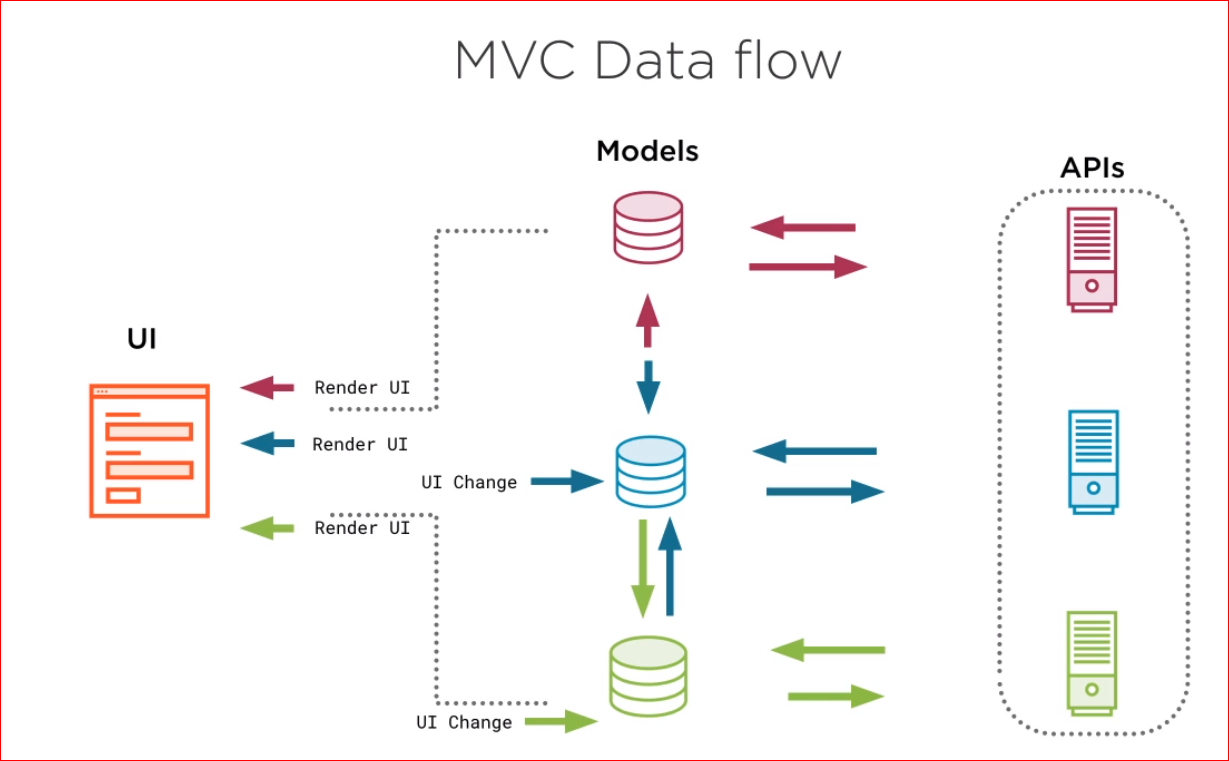 MVC Data flow
Models
APIs
UI
Render UI
Render UI
UI Change
Render UI
UI Change